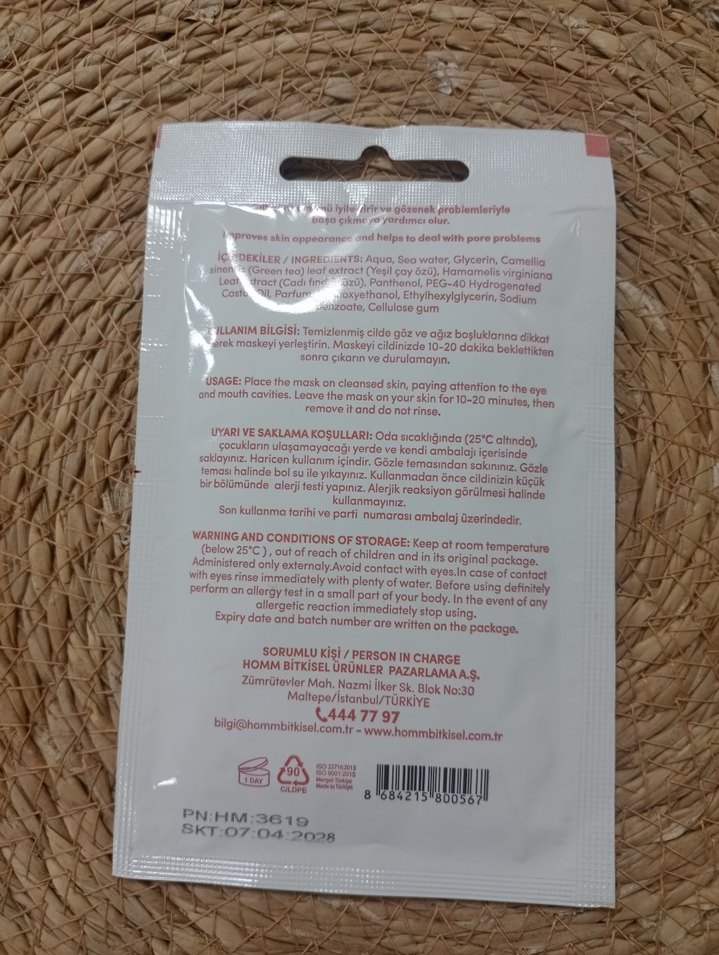 iyileştirir ve gözenek problemleriyle
başa çıkmaya yardımcı olur.
Improves skin appearance and helps to deal with pore problems
İÇİNDEKİLER / INGREDIENTS: Aqua, Sea water, Glycerin, Camellia
sinensis (Green tea) leaf extract (Yeşil çay özü), Hamamelis virginiana
Leaf Extract (Cadı özü), Panthenol, PEG-40 Hydrogenated
Castor Oil, Parfum, Ethylhexylglycerin, Sodium
Cellulose gum
KULLANIM BİLGİSİ: Temizlenmiş cilde göz ve ağız boşluklarına dikkat
maskeyi yerleştirin. Maskeyi cildinizde 10-20 dakika beklettikten
sonra çıkarın ve durulamayın.
USAGE: Place the mask on cleansed skin, paying attention to the eye
and mouth cavities. Leave the mask on your skin for 10-20 minutes, then
remove it and do not rinse.
UYARI VE SAKLAMA KOŞULLARI: Oda sıcaklığında (25°C altında),
çocukların ulaşamayacağı yerde ve kendi ambalajı içerisinde
saklayınız. Haricen kullanım içindir. Gözle temasından sakınınız. Gözle
teması halinde bol su ile yıkayınız. Kullanmadan önce cildinizin küçük
bir bölümünde alerji testi yapınız. Alerjik reaksiyon görülmesi halinde
kullanmayınız.
Son kullanma tarihi ve parti numarası ambalaj üzerindedir.
WARNING AND CONDITIONS OF STORAGE: Keep at room temperature
(below 25°C ) , out of reach of children and in its original package.
Administered only externaly.Avoid contact with eyes.In case of contact
with eyes rinse immediately with plenty of water. Before using definitely
perform an allergy test in a small part of your body. In the event of any
allergetic reaction immediately stop using.
Expiry date and batch number are written on the package.
SORUMLU KİŞİ / PERSON IN CHARGE
HOMM BİTKİSEL ÜRÜNLER PAZARLAMA A.Ş.
Zümrütevler Mah. Nazmi İlker Sk. Blok No:30
Maltepe/İstanbul/TÜRKİYE
444 77 97
bilgi@hommbitkisel.com.tr - www.hommbitkisel.com.tr
1 DAY
90
C/LDPE
ISO 22716:2013
ISO 9001:2015
Menşei Türkiye
Made in Türkiye
8 684215 800567
PN:HM:3619
SKT:07:04:2028